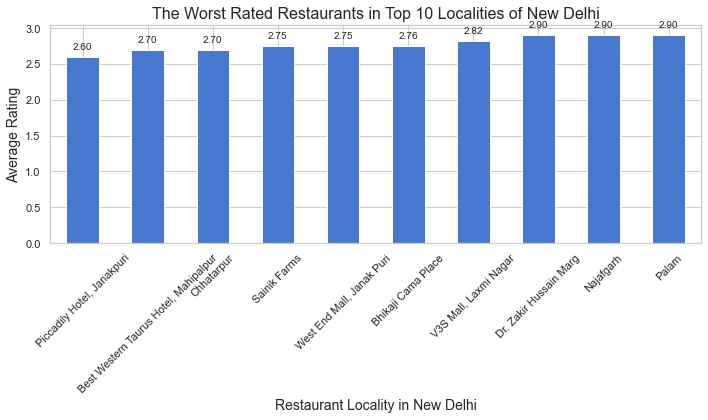 The Worst Rated Restaurants in Top 10 Localities of New Delhi
Average Rating
3.0
2.5
2.0
1.5
1.0
0.5
0.0
2.60
2.70
2.70
2.75
2.75
2.76
2.82
2.90
2.90
2.90
Piccadily Hotel, Janakpuri
Best Western Taurus Hotel, Mahipalpur
Chhatarpur
Sainik Farms
West End Mall, Janak Puri
Bhikaji Cama Place
V3S Mall, Laxmi Nagar
Dr. Zakir Hussain Marg
Najafgarh
Palam
Restaurant Locality in New Delhi